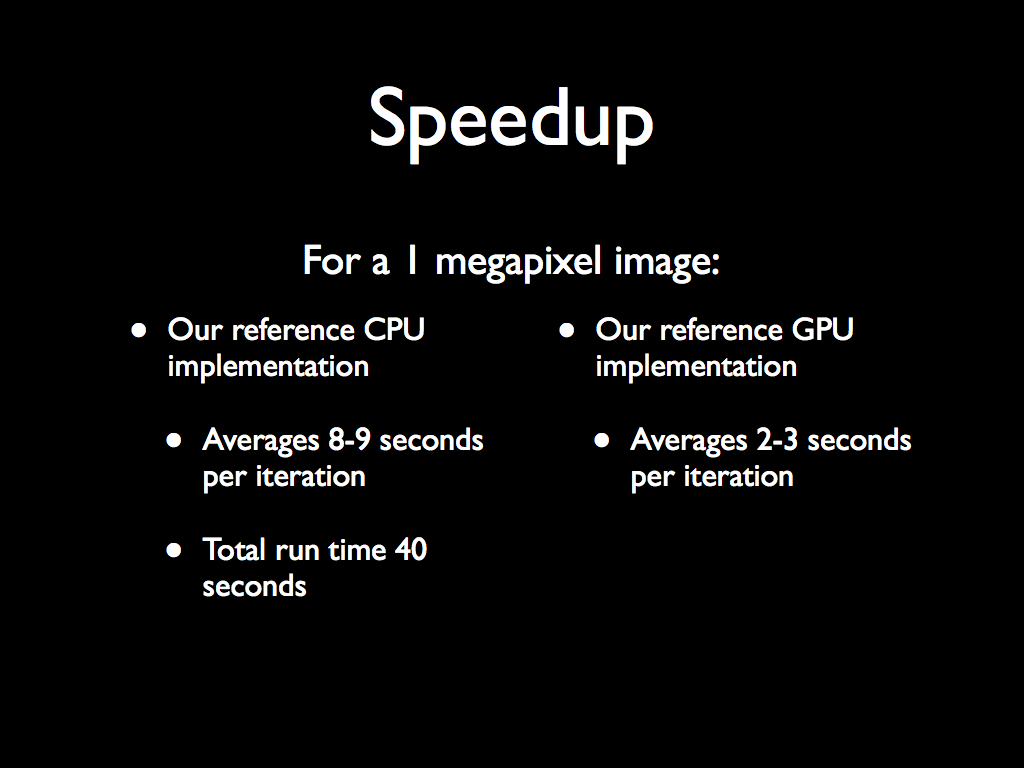 Speedup
For a 1 megapixel image:
• Our reference CPU
implementation
• Averages 8-9 seconds
per iteration
• Total run time 40
seconds
• Our reference GPU
implementation
• Averages 2-3 seconds
per iteration